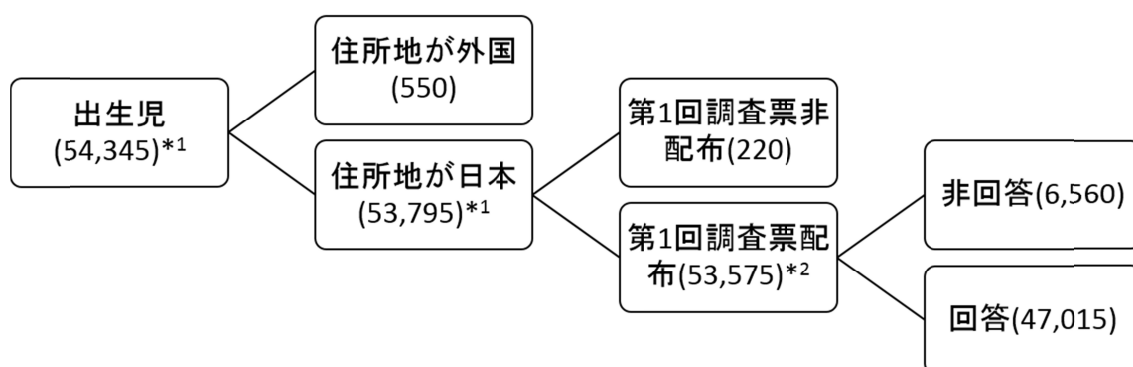 出生児
(54,345)*1
住所地が外国
(550)
住所地が日本
(53,795)*1
第1回調査票非
配布(220)
第1回調査票配
布(53,575)*2
非回答(6,560)
回答(47,015)